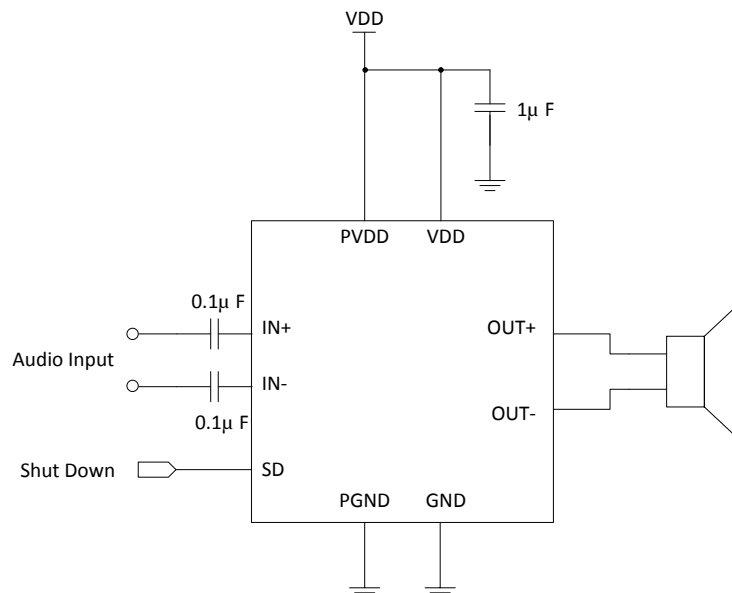 VDD
1μ F
PVDD
VDD
0.1μ F
IN+
OUT+
Audio Input
IN-
OUT-
0.1μ F
Shut Down
SD
PGND
GND